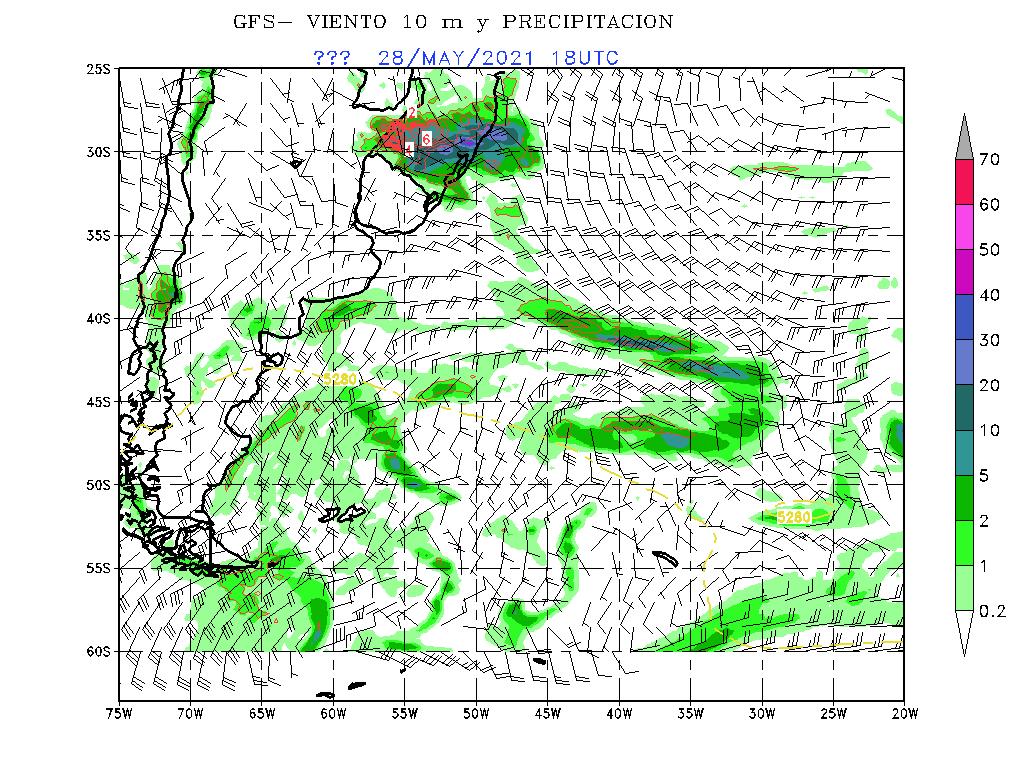 GFS— VIENTO 10 m y PRECIPITACION
??? 28/MAY/2021 18UTC
25S
30S
35S
40S
45S
50S
55S
60S
75W 70W 65W 60W 55W 50W 45W 40W 35W 30W 25W 20W
2
6
4
5280
5280
70
60
50
40
30
20
10
5
2
1
0.2